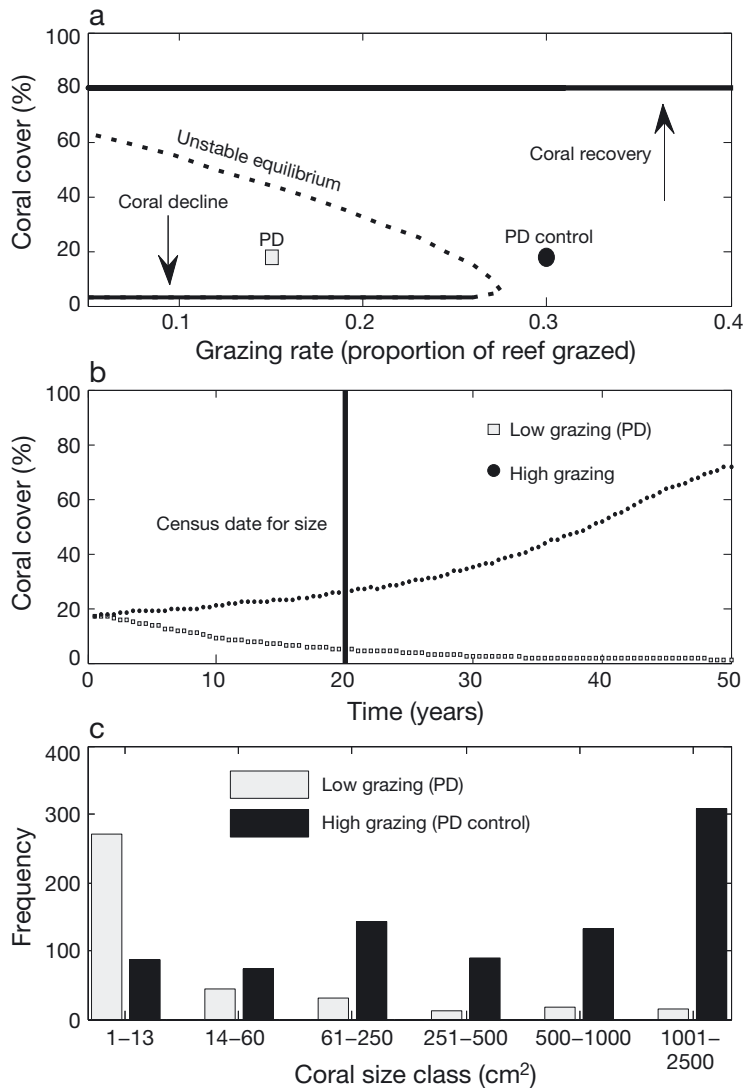 a
100
80
60
40
20
0
Coral cover (%)
Unstable equilibrium
Coral decline
PD
PD control
Coral recovery
0.1
0.2
0.3
0.4
Grazing rate (proportion of reef grazed)
b
100
80
60
40
20
0
Coral cover (%)
Low grazing (PD)
High grazing
Census date for size
0
10
20
30
40
50
Time (years)
c
400
300
200
100
0
Frequency
Low grazing (PD)
High grazing (PD control)
1–13
14–60
61–250
251–500
500–1000
1001–
2500
Coral size class (cm²)